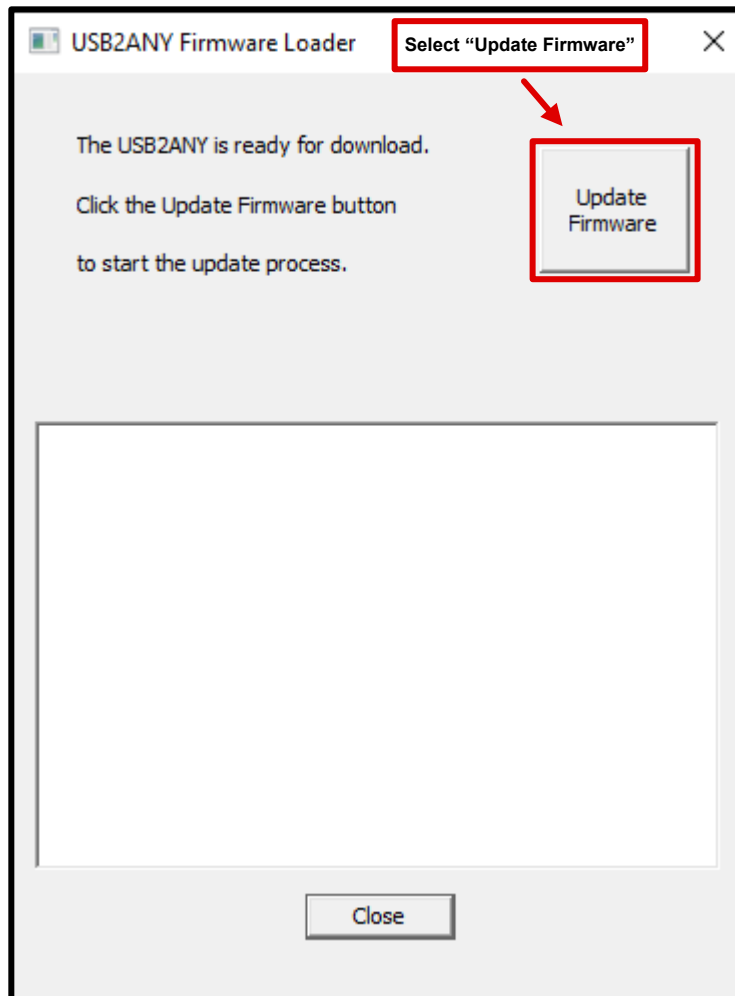 USB2ANY Firmware Loader
Select “Update Firmware”
The USB2ANY is ready for download.
Click the Update Firmware button
to start the update process.
Update
Firmware
Close